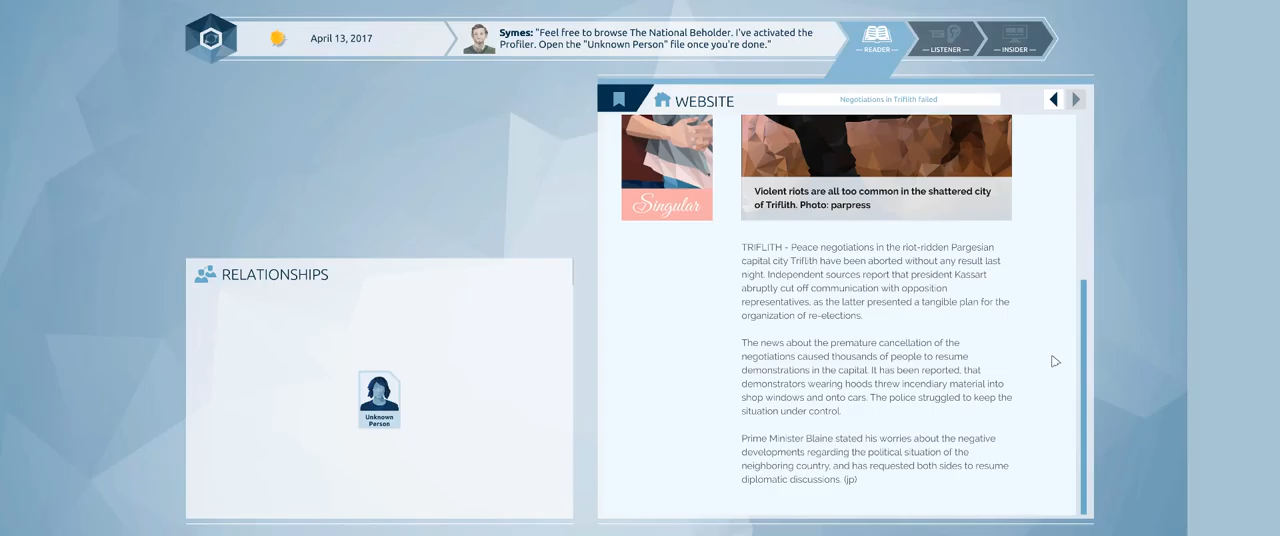 April 13, 2017
Symes: "Feel free to browse The National Beholder. I've activated the
Profiler. Open the "Unknown Person" file once you're done."
— READER —
— LISTENER —
— INSIDER —
WEBSITE
Negotiations in Triflith failed
Singular
Violent riots are all too common in the shattered city
of Triflith. Photo: parpress
TRIFLITH - Peace negotiations in the riot-ridden Pargesian
capital city Triflith have been aborted without any result last
night. Independent sources report that president Kassart
abruptly cut off communication with opposition
representatives, as the latter presented a tangible plan for the
organization of re-elections.
The news about the premature cancellation of the
negotiations caused thousands of people to resume
demonstrations in the capital. It has been reported, that
demonstrators wearing hoods threw incendiary material into
shop windows and onto cars. The police struggled to keep the
situation under control.
Prime Minister Blaine stated his worries about the negative
developments regarding the political situation of the
neighboring country, and has requested both sides to resume
diplomatic discussions. (jp)
RELATIONSHIPS
Unknown
Person